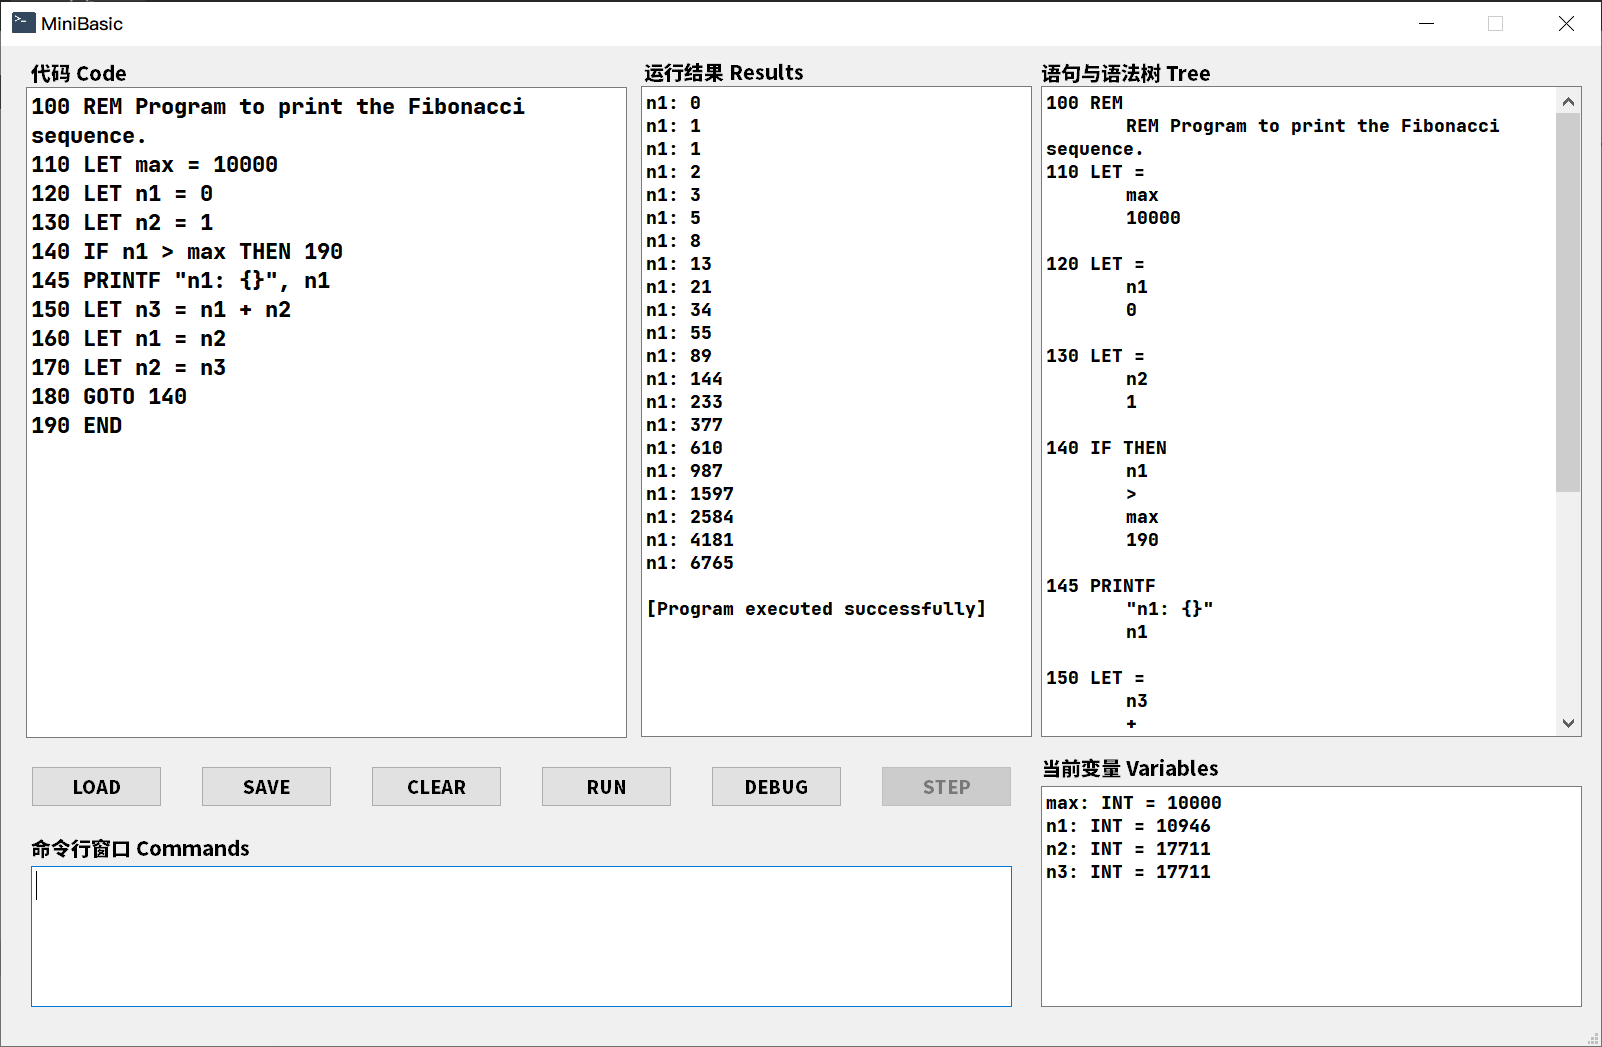 MiniBasic
代码 Code
100 REM Program to print the Fibonacci
sequence.
110 LET max = 10000
120 LET n1 = 0
130 LET n2 = 1
140 IF n1 > max THEN 190
145 PRINTF "n1: {}", n1
150 LET n3 = n1 + n2
160 LET n1 = n2
170 LET n2 = n3
180 GOTO 140
190 END
运行结果 Results
n1: 0
n1: 1
n1: 1
n1: 2
n1: 3
n1: 5
n1: 8
n1: 13
n1: 21
n1: 34
n1: 55
n1: 89
n1: 144
n1: 233
n1: 377
n1: 610
n1: 987
n1: 1597
n1: 2584
n1: 4181
n1: 6765
[Program executed successfully]
语句与语法树 Tree
100 REM
REM Program to print the Fibonacci
sequence.
110 LET =
max
10000
120 LET =
n1
0
130 LET =
n2
1
140 IF THEN
n1
>
max
190
145 PRINTF
"n1: {}"
n1
150 LET =
n3
+
LOAD
SAVE
CLEAR
RUN
DEBUG
STEP
命令行窗口 Commands
当前变量 Variables
max: INT = 10000
n1: INT = 10946
n2: INT = 17711
n3: INT = 17711